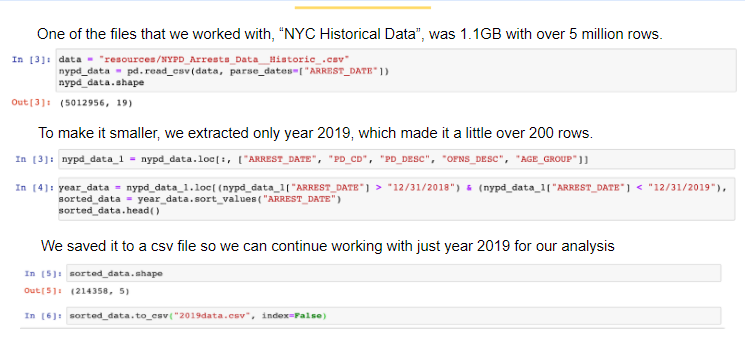 One of the files that we worked with, “NYC Historical Data”, was 1.1GB with over 5 million rows.
In [3]: data = "resources/NYPD_Arrests_Data__Historic_.csv"
nypd_data = pd.read_csv(data, parse_dates=["ARREST_DATE"])
nypd_data.shape
Out[3]: (5012956, 19)
To make it smaller, we extracted only year 2019, which made it a little over 200 rows.
In [3]: nypd_data_1 = nypd_data.loc[:, ["ARREST_DATE", "PD_CD", "PD_DESC", "OFNS_DESC", "AGE_GROUP"]]
In [4]: year_data = nypd_data_1.loc[(nypd_data_1["ARREST_DATE"] > "12/31/2018") & (nypd_data_1["ARREST_DATE"] < "12/31/2019"),
sorted_data = year_data.sort_values("ARREST_DATE")
sorted_data.head()
We saved it to a csv file so we can continue working with just year 2019 for our analysis
In [5]: sorted_data.shape
Out[5]: (214358, 5)
In [6]: sorted_data.to_csv("2019data.csv", index=False)